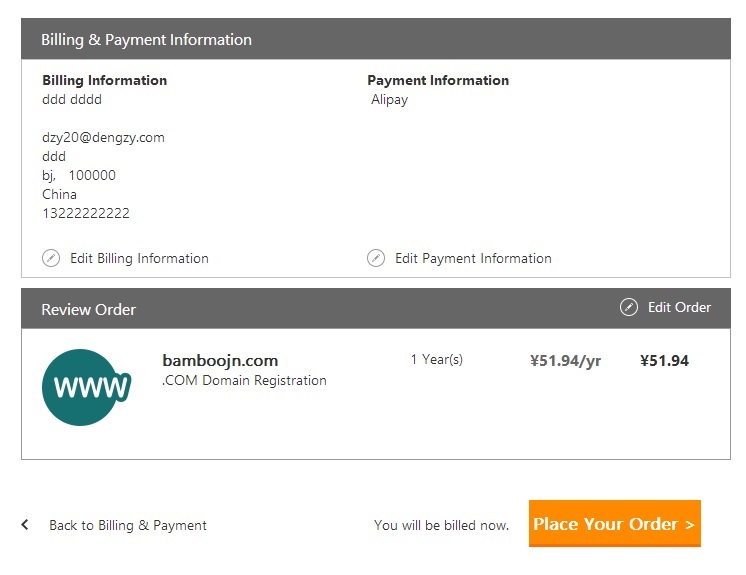 Billing & Payment Information
Billing Information
ddd dddd
dzy20@dengzy.com
ddd
bj, 100000
China
13222222222
Edit Billing Information
Payment Information
Alipay
Edit Payment Information
Review Order
Edit Order
www
bamboojn.com
.COM Domain Registration
1 Year(s)
¥51.94/yr
¥51.94
Back to Billing & Payment
You will be billed now.
Place Your Order >